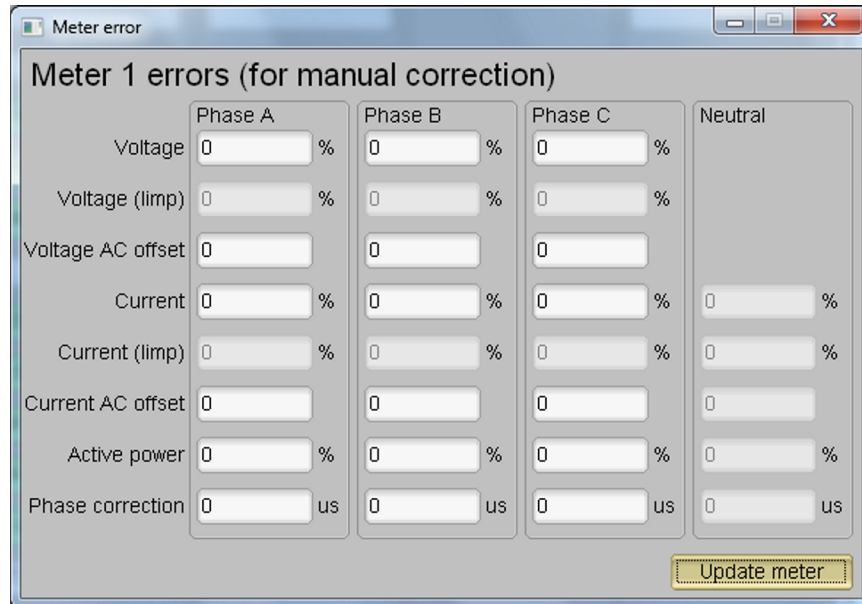 Meter error
Meter 1 errors (for manual correction)
Phase A Phase B Phase C Neutral
Voltage 0 % 0 % 0 %
Voltage (limp) 0 % 0 % 0 %
Voltage AC offset 0 0 0
Current 0 % 0 % 0 % 0 %
Current (limp) 0 % 0 % 0 % 0 %
Current AC offset 0 0 0 0
Active power 0 % 0 % 0 % 0 %
Phase correction 0 us 0 us 0 us 0 us
Update meter